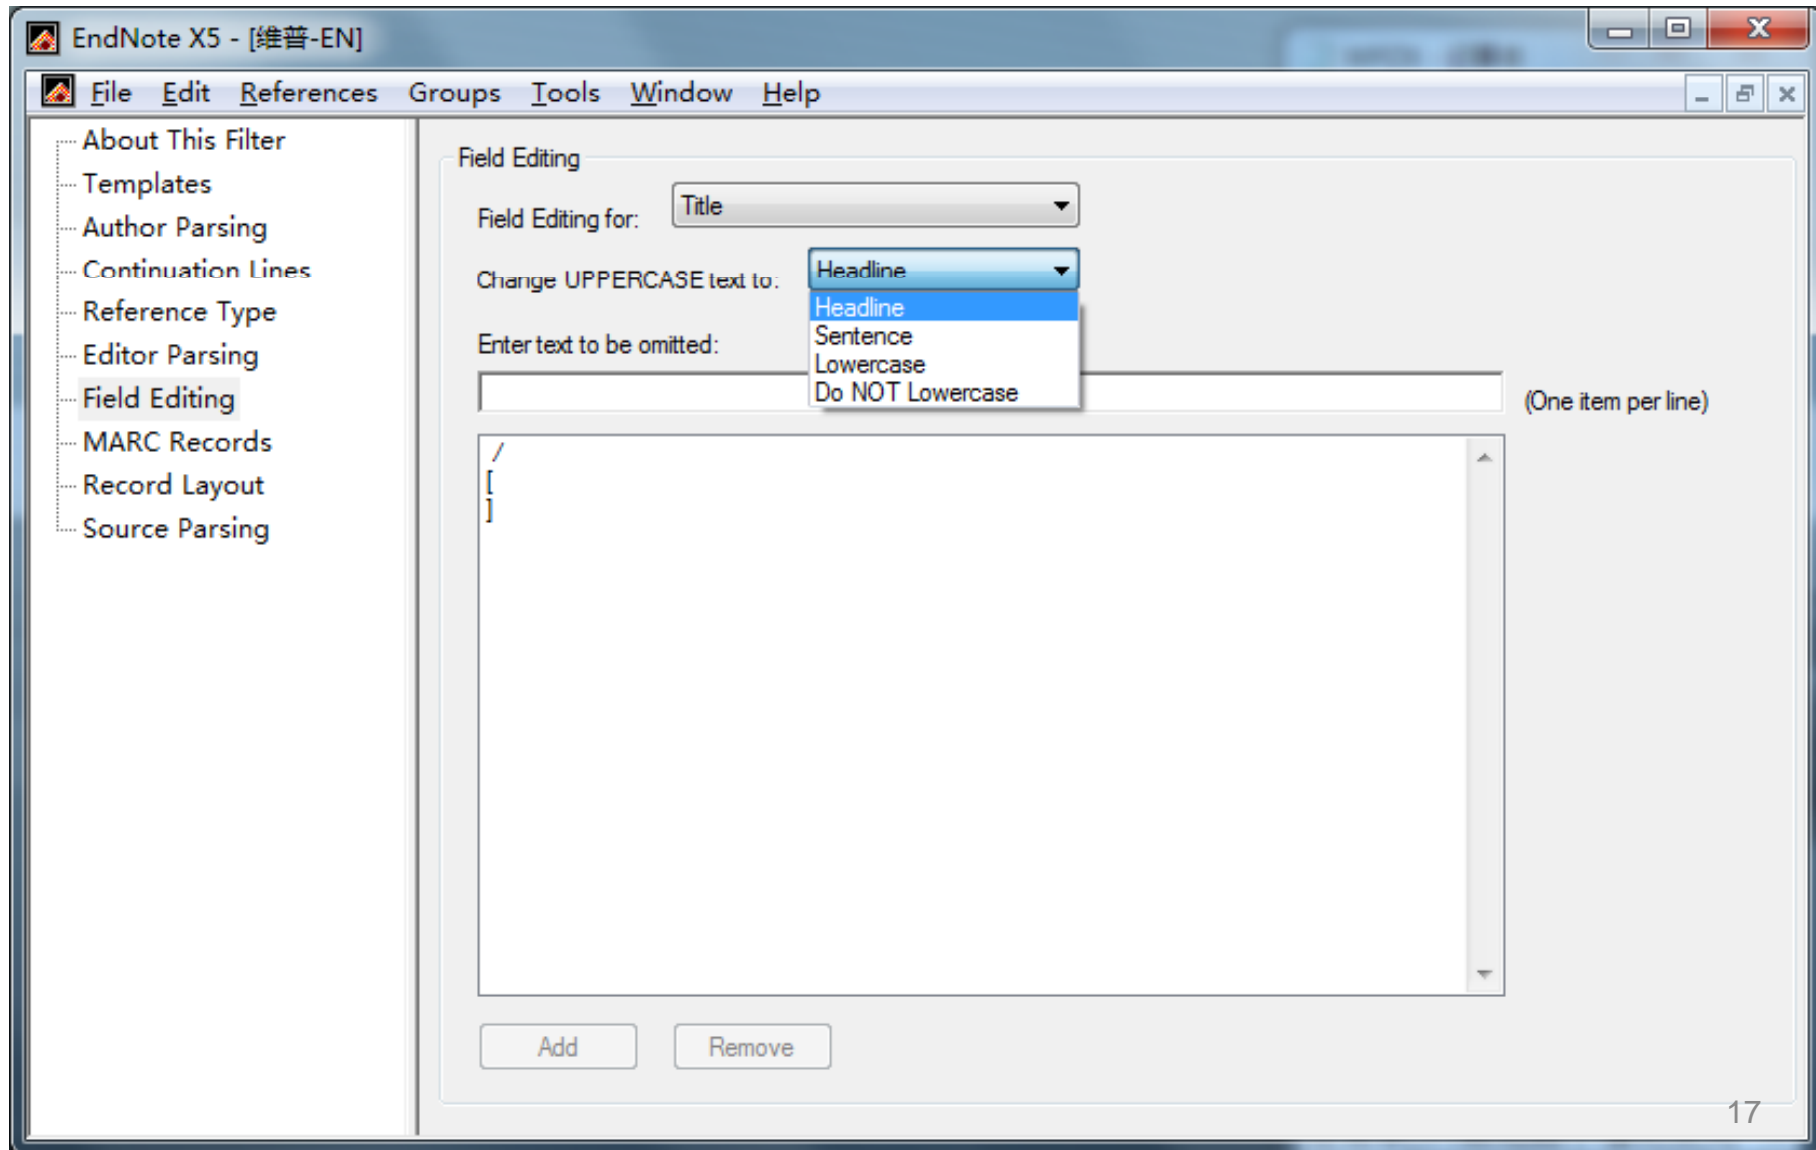 EndNote X5 - [维普-EN]
File Edit References Groups Tools Window Help
About This Filter
Templates
Author Parsing
Continuation Lines
Reference Type
Editor Parsing
Field Editing
MARC Records
Record Layout
Source Parsing
Field Editing
Field Editing for: Title
Change UPPERCASE text to: Headline
Headline
Sentence
Lowercase
Do NOT Lowercase
Enter text to be omitted:
(One item per line)
/
[
]
Add Remove
17